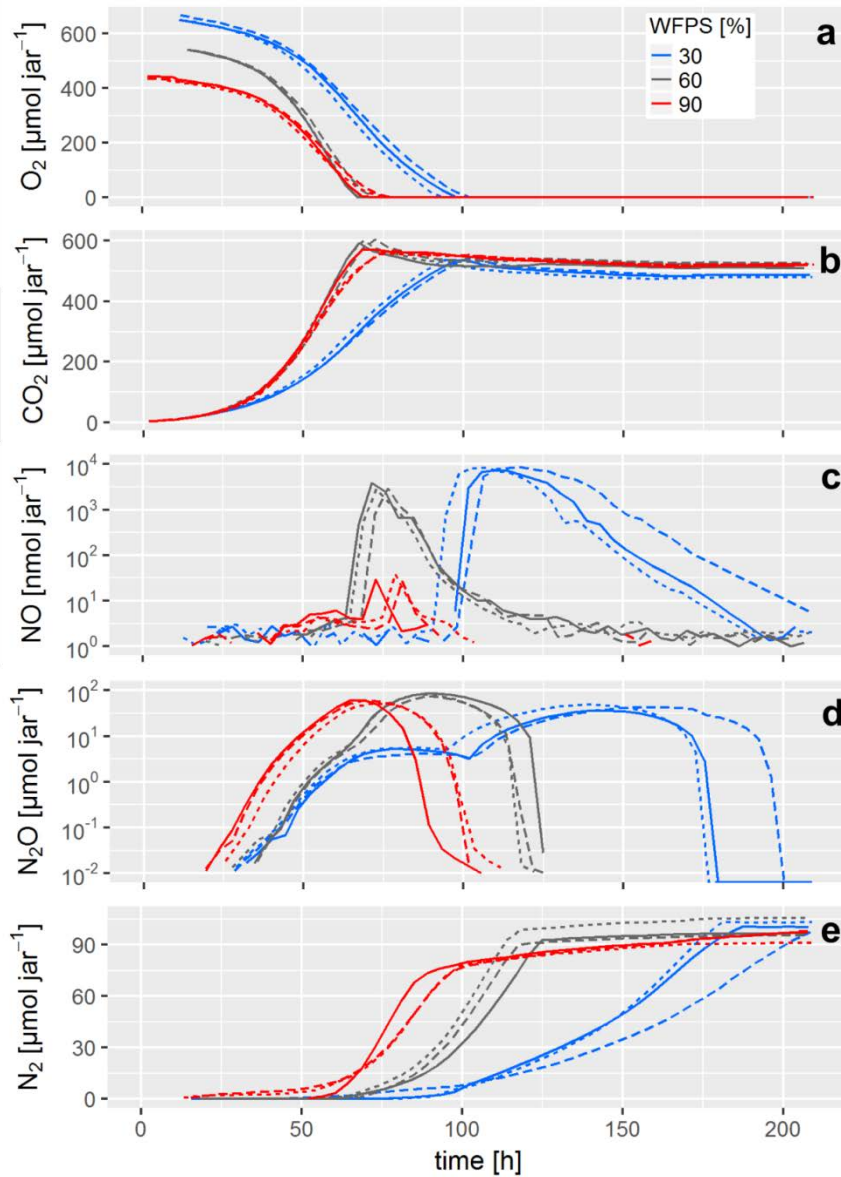 WFPS [%]
30
60
90
a
O₂ [µmol jar⁻¹]
600
400
200
0
b
CO₂ [µmol jar⁻¹]
600
400
200
0
c
NO [nmol jar⁻¹]
10⁴
10³
10²
10¹
10⁰
d
N₂O [µmol jar⁻¹]
10²
10¹
10⁰
10⁻¹
10⁻²
e
N₂ [µmol jar⁻¹]
90
60
30
0
0 50 100 150 200
time [h]